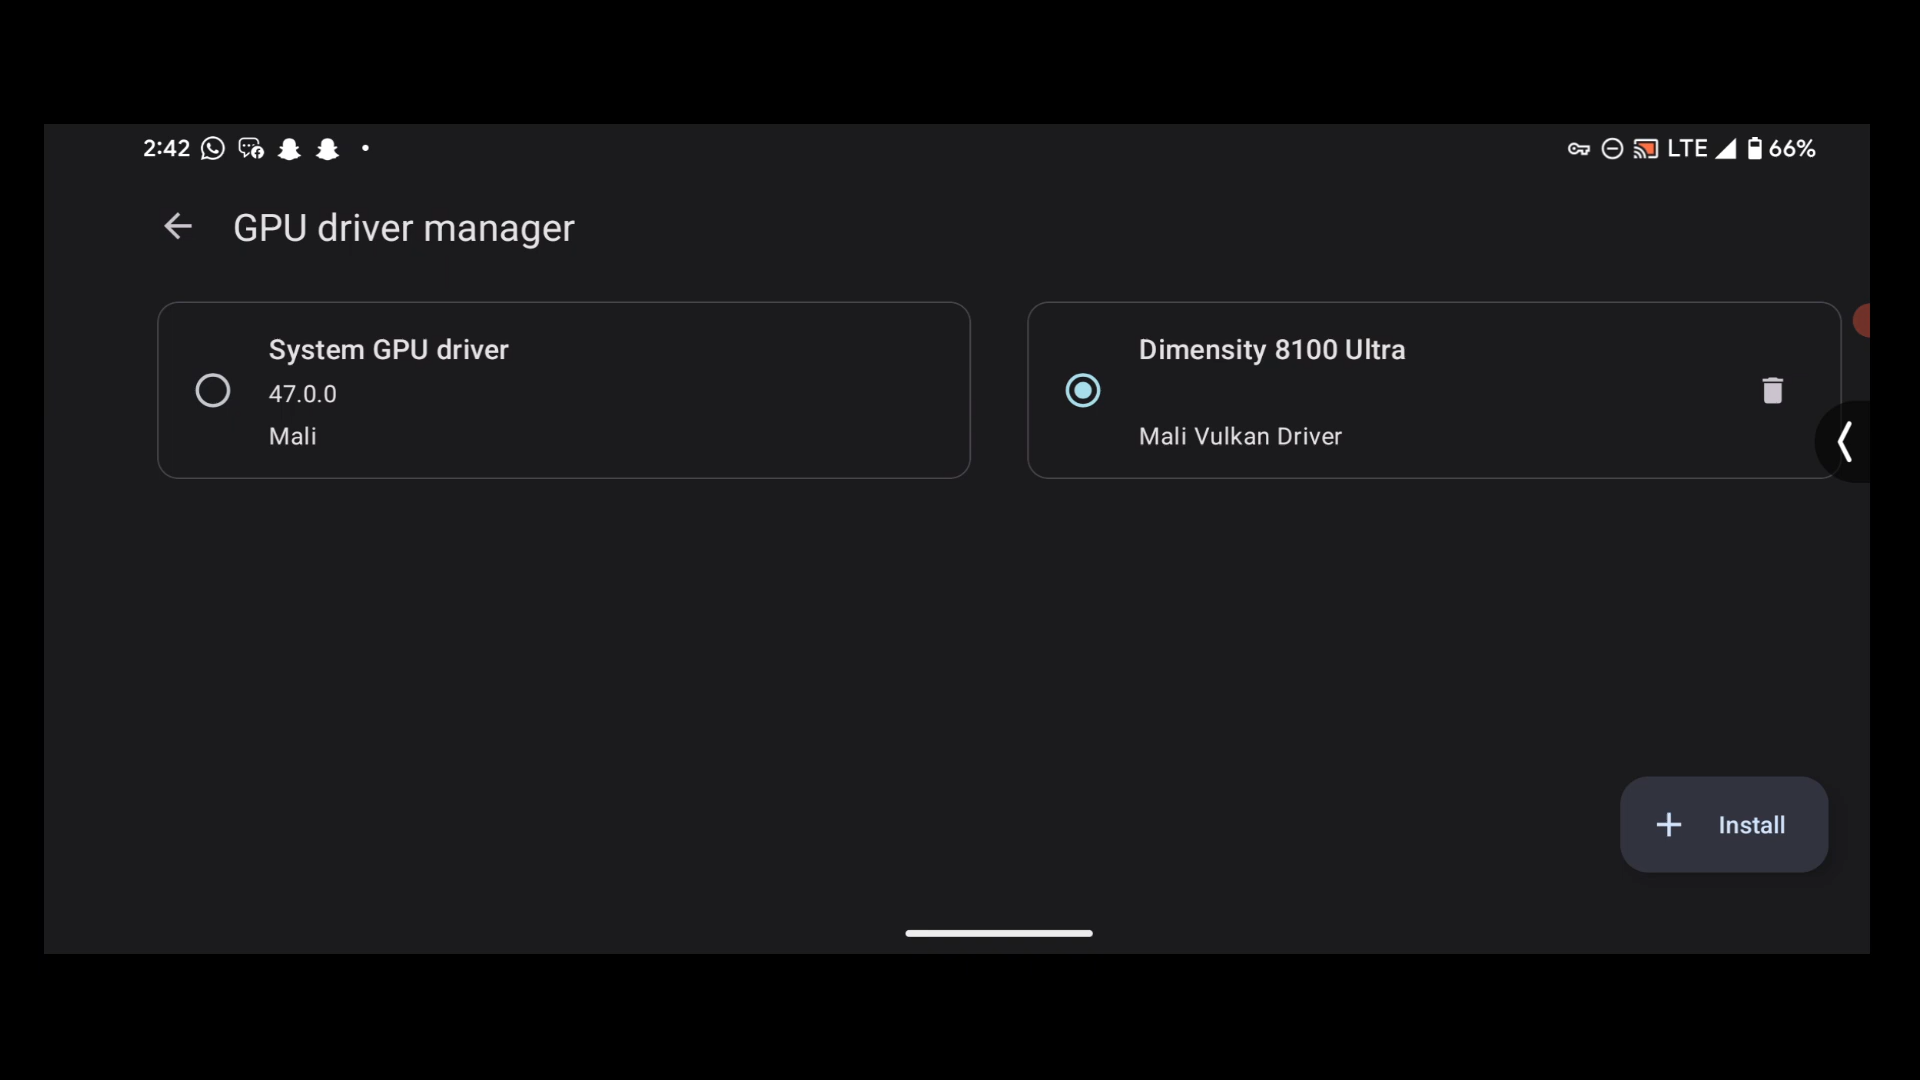 2:42 LTE 66%
GPU driver manager
System GPU driver
47.0.0
Mali
Dimensity 8100 Ultra
Mali Vulkan Driver
Install